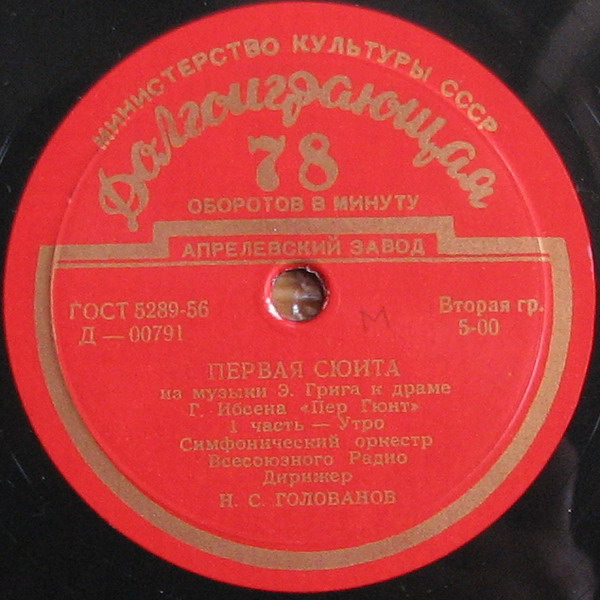 МИНИСТЕРСТВО КУЛЬТУРЫ СССР
Долгоиграющая
78
ОБОРОТОВ В МИНУТУ
АПРЕЛЕВСКИЙ ЗАВОД
ГОСТ 5289-56
Д — 00791
Вторая гр.
5-00
М
ПЕРВАЯ СЮИТА
из музыки Э. Грига к драме
Г. Ибсена «Пер Гюнт»
1 часть — Утро
Симфонический оркестр
Всесоюзного Радио
Дирижер
Н. С. ГОЛОВАНОВ